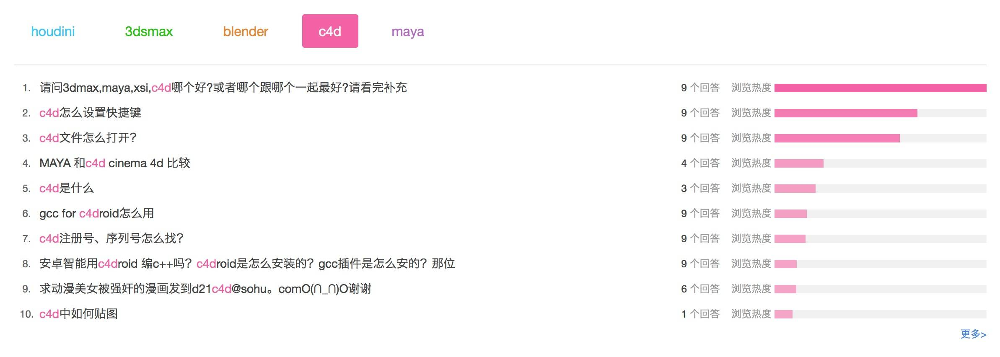 houdini 3dsmax blender c4d maya
1. 请问3dmax,maya,xsi,c4d哪个好?或者哪个跟哪个一起最好?请看完补充 9 个回答 浏览热度
2. c4d怎么设置快捷键 9 个回答 浏览热度
3. c4d文件怎么打开? 9 个回答 浏览热度
4. MAYA 和c4d cinema 4d 比较 4 个回答 浏览热度
5. c4d是什么 3 个回答 浏览热度
6. gcc for c4droid怎么用 9 个回答 浏览热度
7. c4d注册号、序列号怎么找? 9 个回答 浏览热度
8. 安卓智能用c4droid 编c++吗？c4droid是怎么安装的？gcc插件是怎么安的？那位 9 个回答 浏览热度
9. 求动漫美女被强奸的漫画发到d21c4d@sohu。comO(∩_∩)O谢谢 6 个回答 浏览热度
10. c4d中如何贴图 1 个回答 浏览热度
更多>